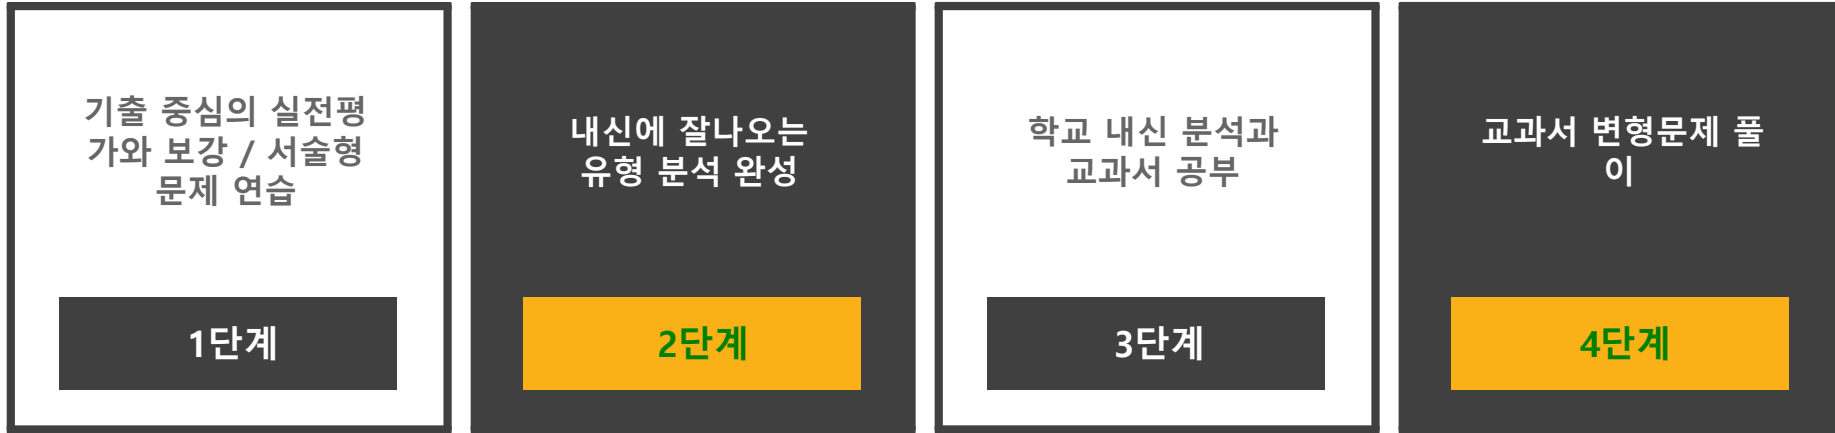 기출 중심의 실전평
가와 보강 / 서술형
문제 연습
1단계
내신에 잘나오는
유형 분석 완성
2단계
학교 내신 분석과
교과서 공부
3단계
교과서 변형문제 풀
이
4단계